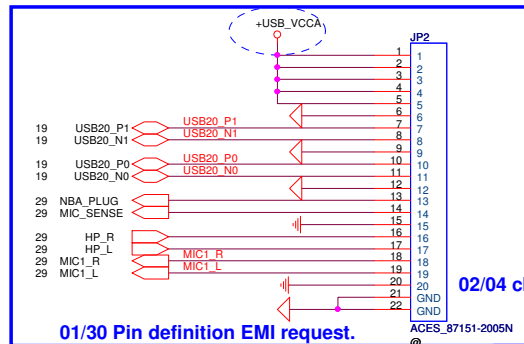 +USB_VCCA
JP2
1 1
2 2
3 3
4 4
5 5
6 6
19 USB20_P1 USB20_P1 7 7
19 USB20_N1 USB20_N1 8 8
9 9
19 USB20_P0 USB20_P0 10 10
19 USB20_N0 USB20_N0 11 11
12 12
29 NBA_PLUG 13 13
29 MIC_SENSE 14 14
15 15
29 HP_R 16 16
29 HP_L 17 17
29 MIC1_R MIC1_R 18 18
29 MIC1_L MIC1_L 19 19
20 20
21 GND
22 GND
02/04 c
ACES_87151-2005N
@
01/30 Pin definition EMI request.